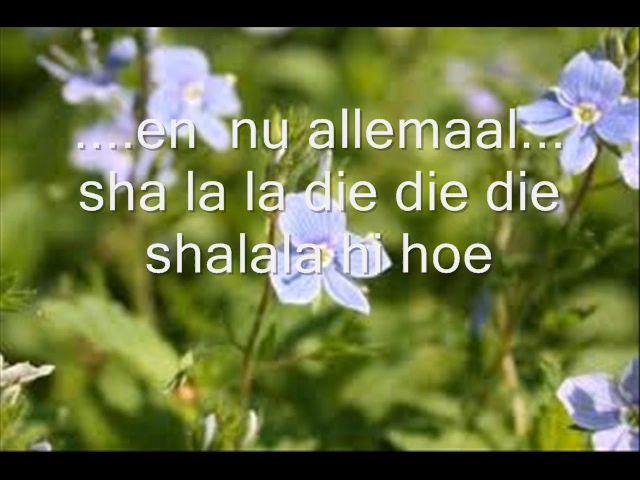 ....en  nu allemaal...
sha la la die die die
shalala hi hoe